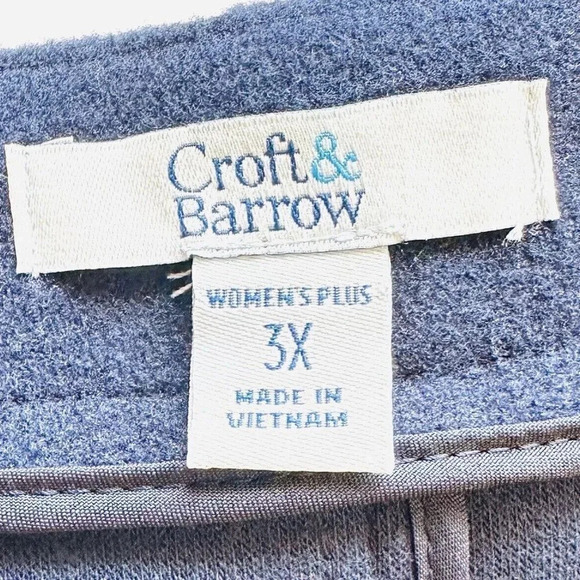 Croft&
Barrow
WOMEN'S PLUS
3X
MADE IN
VIETNAM